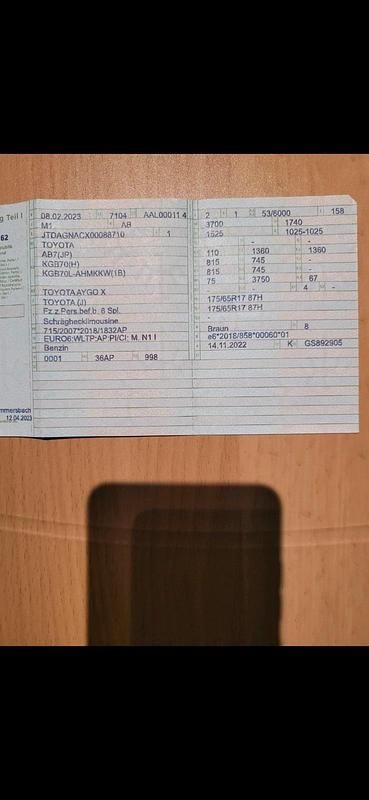 g Teil I
62
mmersbach
12.04.2023
08.02.2023 7104 AAL00011 4
M1 AB
JTDAGNACX00088710 1
TOYOTA
AB7(JP)
KGB70(H)
KGB70L-AHMKKW(1B)
TOYOTA AYGO X
TOYOTA (J)
Fz.z.Pers.bef.b. 8 Spl.
Schräghecklimousine
715/2007*2018/1832AP
EURO6;WLTP;AP;PI/CI; M, N1 I
Benzin
0001 36AP 998
2 1 53/6000 158
3700 1740
1525 1025-1025
- -
110 1360 1360
815 745 -
815 745 -
75 3750 67
- 4 -
175/65R17 87H
175/65R17 87H
-
Braun 8
e6*2018/858*00060*01
14.11.2022 K GS892905